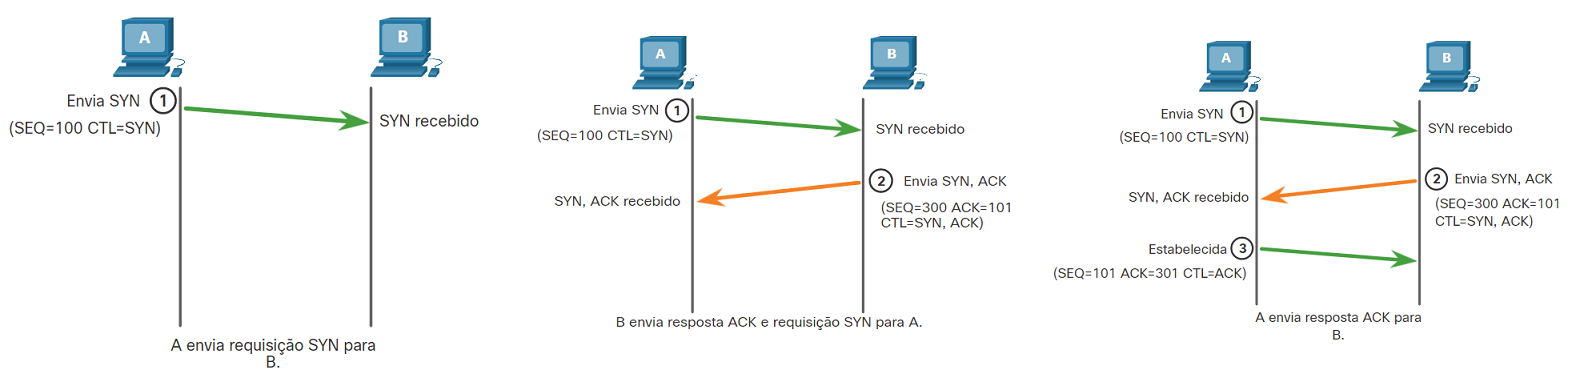 A
B
Envia SYN 1
(SEQ=100 CTL=SYN)
SYN recebido
A envia requisição SYN para
B.
A
B
Envia SYN 1
(SEQ=100 CTL=SYN)
SYN recebido
2 Envia SYN, ACK
SYN, ACK recebido
(SEQ=300 ACK=101
CTL=SYN, ACK)
B envia resposta ACK e requisição SYN para A.
A
B
Envia SYN 1
(SEQ=100 CTL=SYN)
SYN recebido
2 Envia SYN, ACK
SYN, ACK recebido
(SEQ=300 ACK=101
CTL=SYN, ACK)
Estabelecida 3
(SEQ=101 ACK=301 CTL=ACK)
A envia resposta ACK para
B.